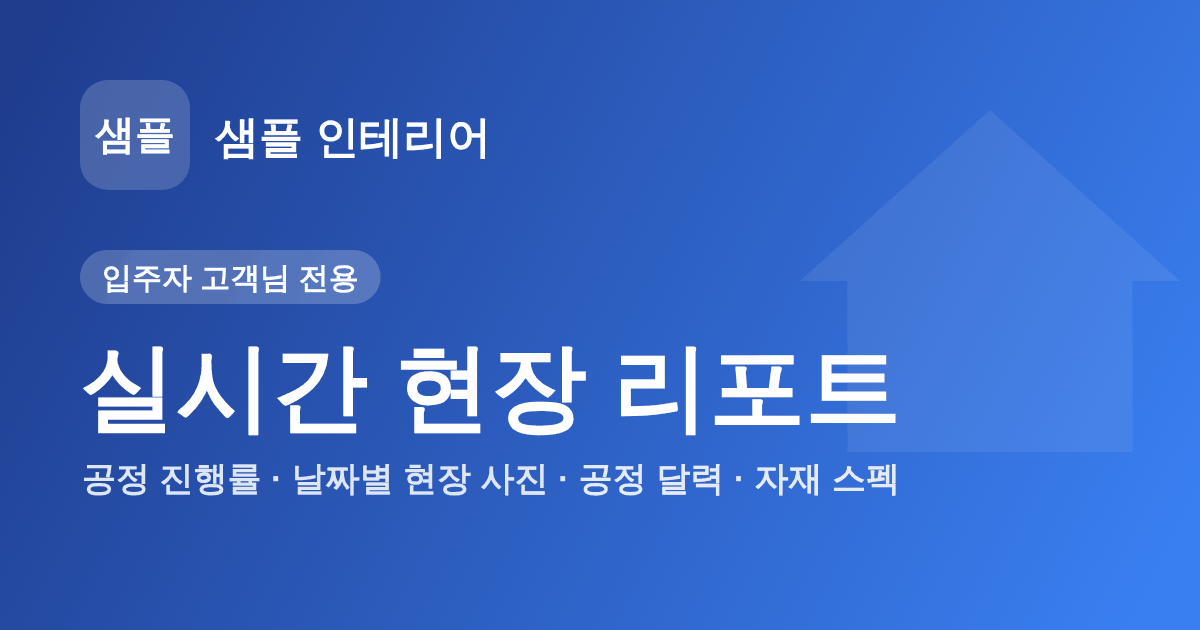 샘플
샘플 인테리어
입주자 고객님 전용
실시간 현장 리포트
공정 진행률 · 날짜별 현장 사진 · 공정 달력 · 자재 스펙